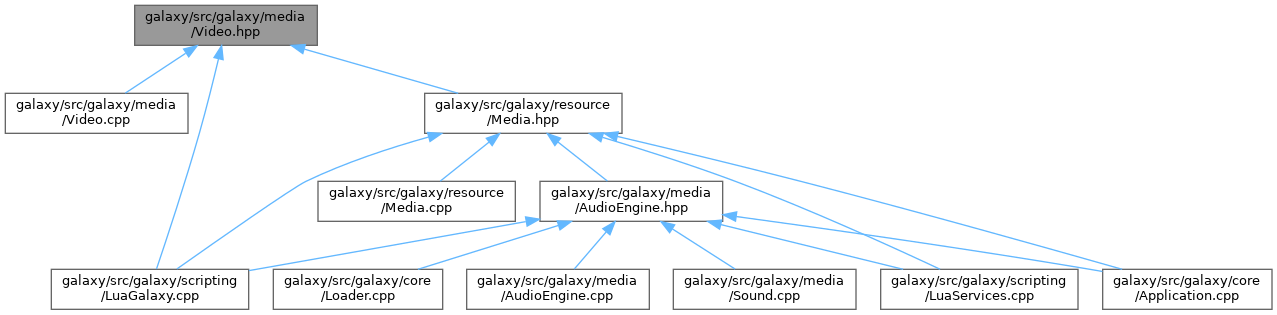 galaxy/src/galaxy/media
/Video.hpp
galaxy/src/galaxy/media
/Video.cpp
galaxy/src/galaxy/resource
/Media.hpp
galaxy/src/galaxy/resource
/Media.cpp
galaxy/src/galaxy/media
/AudioEngine.hpp
galaxy/src/galaxy/scripting
/LuaGalaxy.cpp
galaxy/src/galaxy/core
/Loader.cpp
galaxy/src/galaxy/media
/AudioEngine.cpp
galaxy/src/galaxy/media
/Sound.cpp
galaxy/src/galaxy/scripting
/LuaServices.cpp
galaxy/src/galaxy/core
/Application.cpp